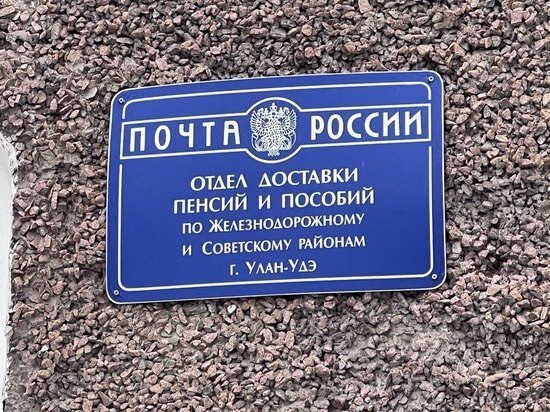 ПОЧТА РОССИИ
ОТДЕЛ ДОСТАВКИ
ПЕНСИЙ И ПОСОБИЙ
ПО ЖЕЛЕЗНОДОРОЖНОМУ
И СОВЕТСКОМУ РАЙОНАМ
Г. УЛАН-УДЭ